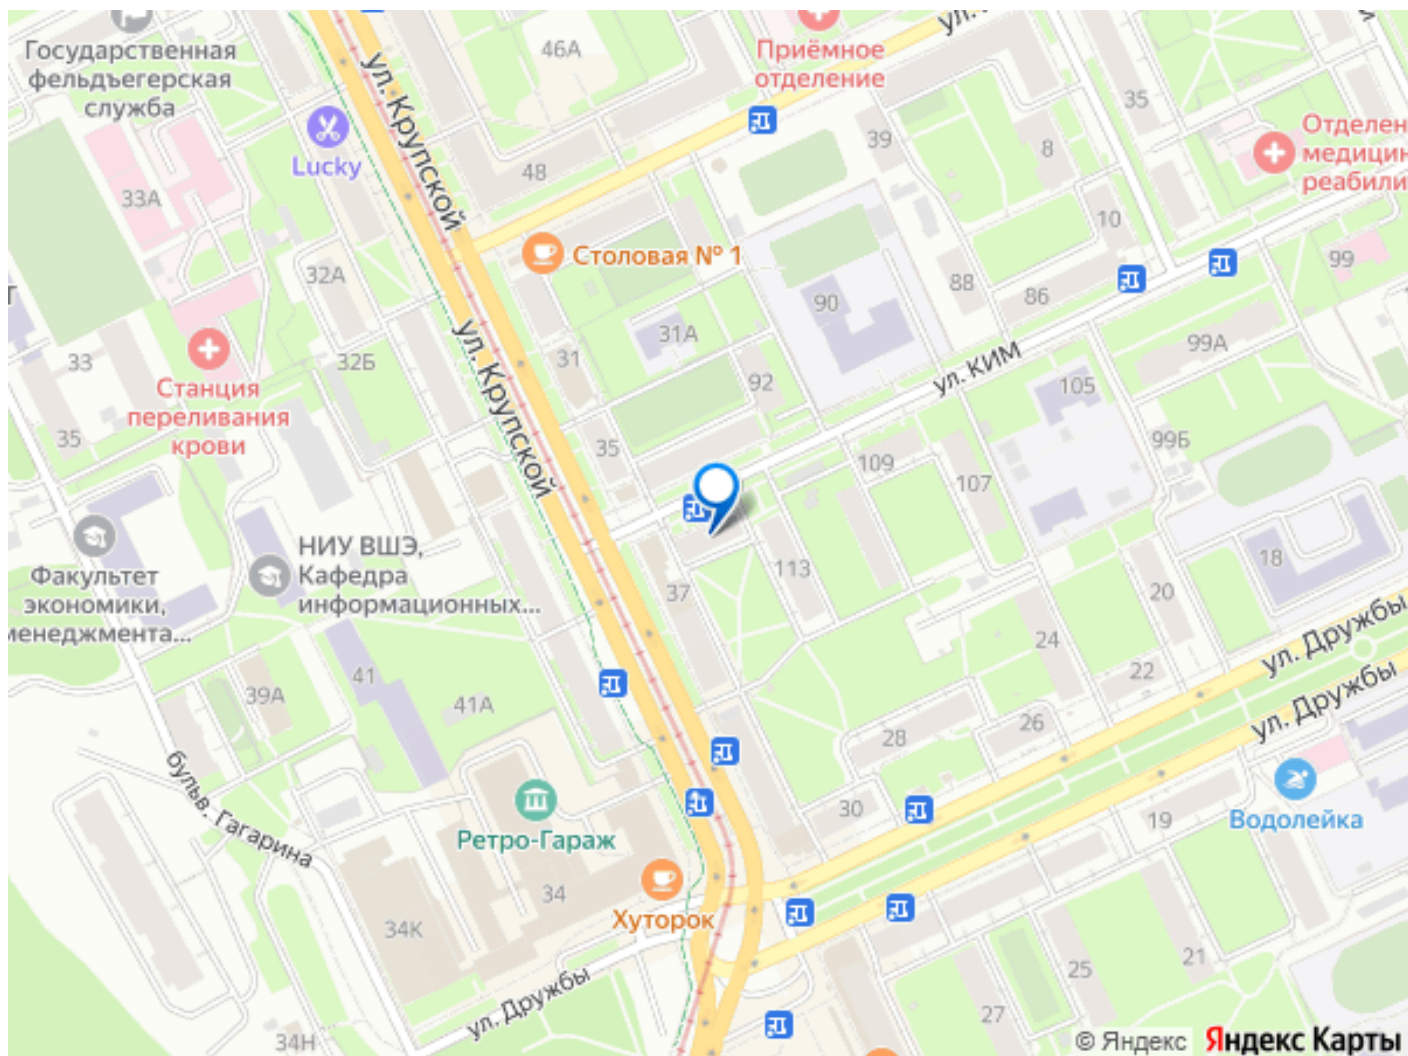 Государственная
фельдъегерская
служба
46А
ул. Крупской
Приёмное
отделение
ул.
35
Отделен
медицин
реабили
Lucky
33А
48
39
8
10
Столовая № 1
32А
99
88
86
90
ул. Крупской
31А
33
32Б
31
99А
ул. КИМ
Станция
переливания
крови
92
105
35
35
99Б
109
107
НИУ ВШЭ,
Кафедра
информационных...
Факультет
экономики,
менеджмента...
37
113
18
20
24
22
ул. Дружбы
ул. Дружбы
39А
41
41А
28
26
бульв. Гагарина
Ретро-Гараж
30
19
Водолейка
34
Хуторок
34К
21
25
27
ул. Дружбы
34Н
© Яндекс Яндекс Карты